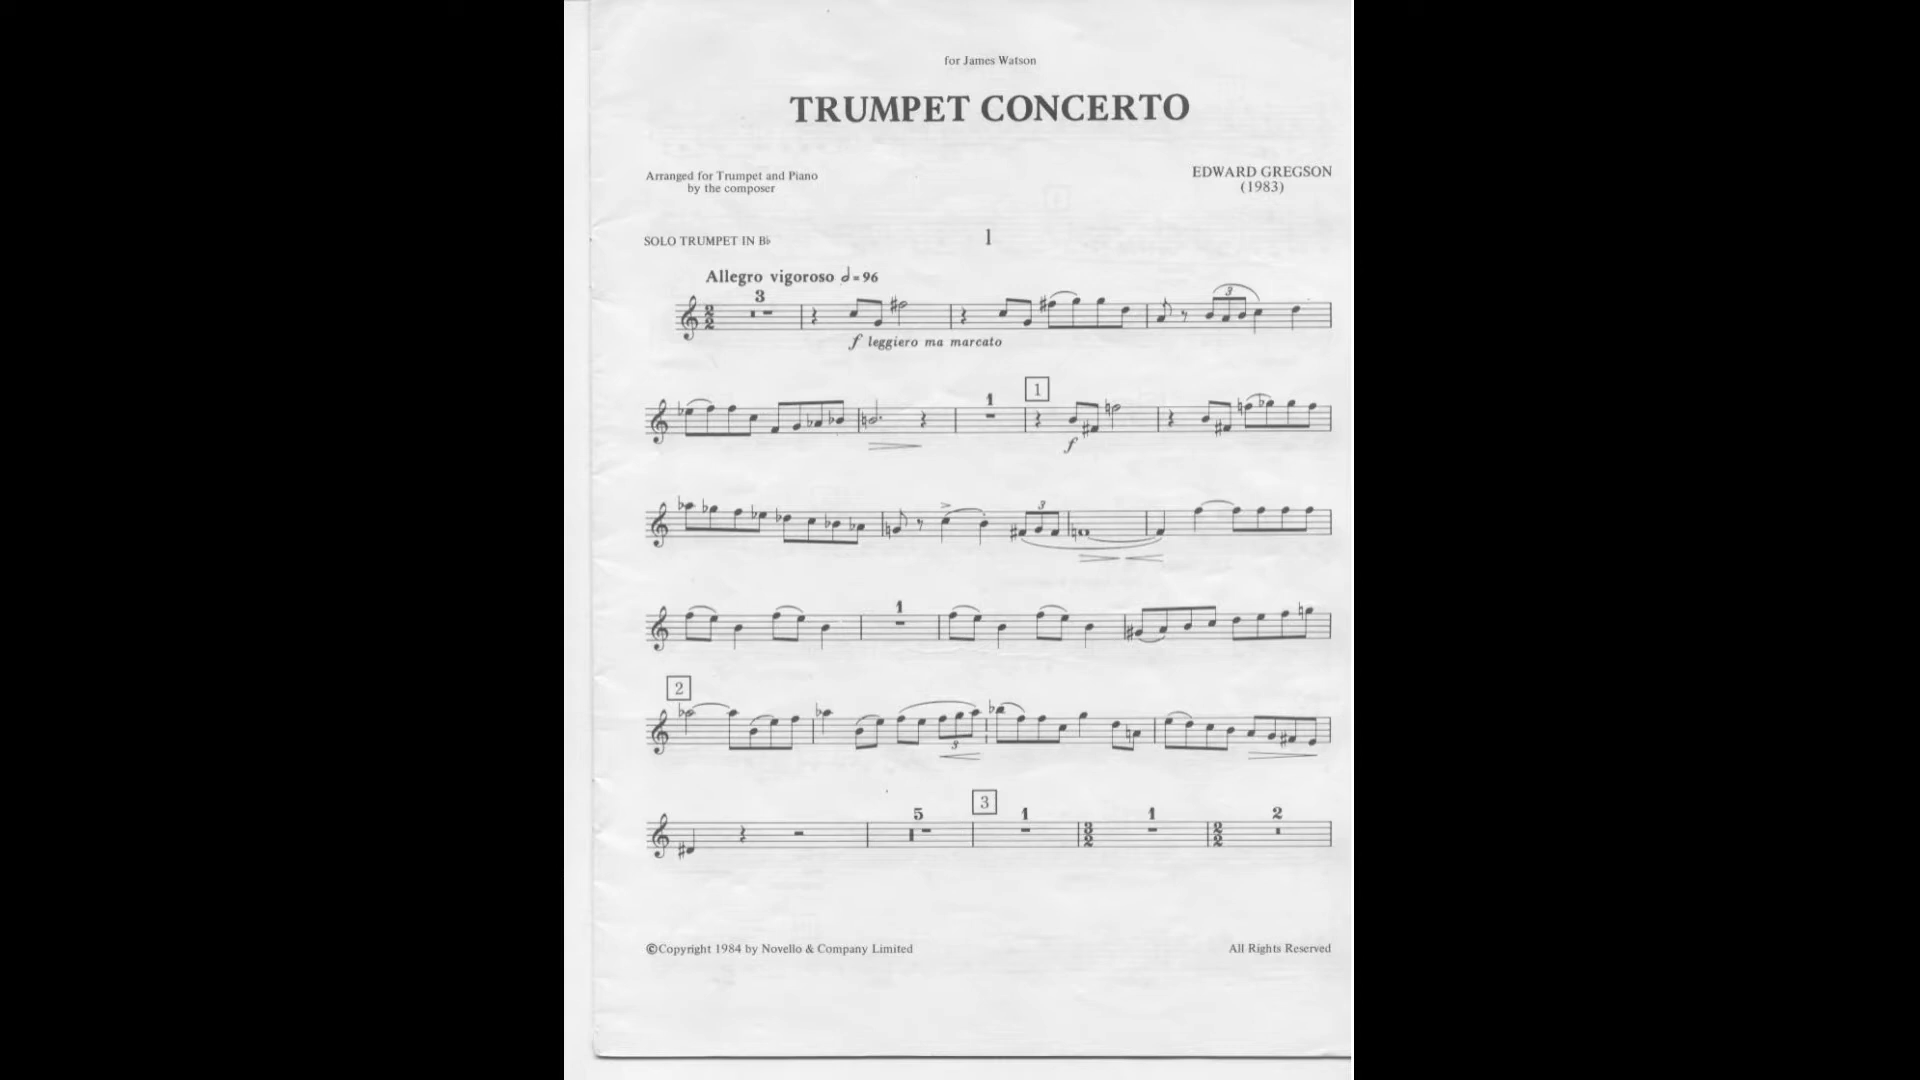 for James Watson
TRUMPET CONCERTO
Arranged for Trumpet and Piano
by the composer
EDWARD GREGSON
(1983)
SOLO TRUMPET IN B♭
1
Allegro vigoroso 𝅗𝅥=96
3
3
f leggiero ma marcato
1
1
f
3
1
2
3
5
3
1
1
2
©Copyright 1984 by Novello & Company Limited
All Rights Reserved